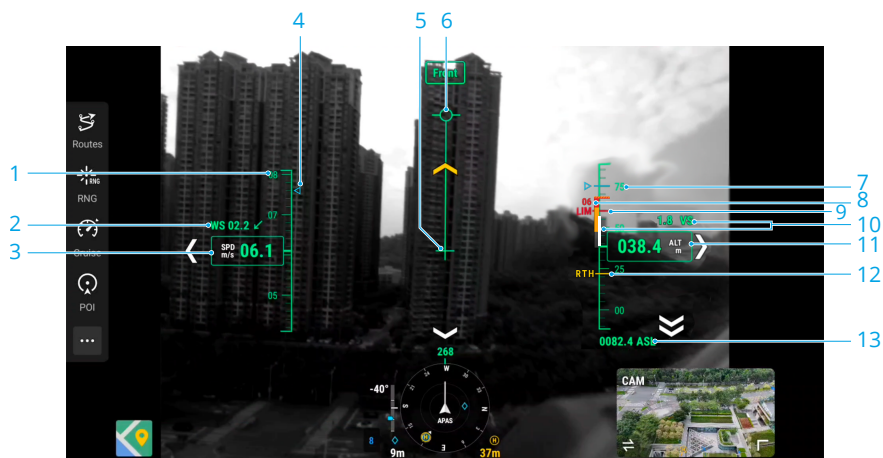 4
5
6
Front
Routes
RNG
RNG
Cruise
POI
1
2
3
08
07
05
WS 02.2
SPD
m/s
06.1
7
8
9
10
11
12
13
75
06
LIM
1.8 VS
038.4
ALT
m
RTH
25
00
0082.4 ASL
268
-40°
W
N
E
APAS
8
9m
H
37m
CAM